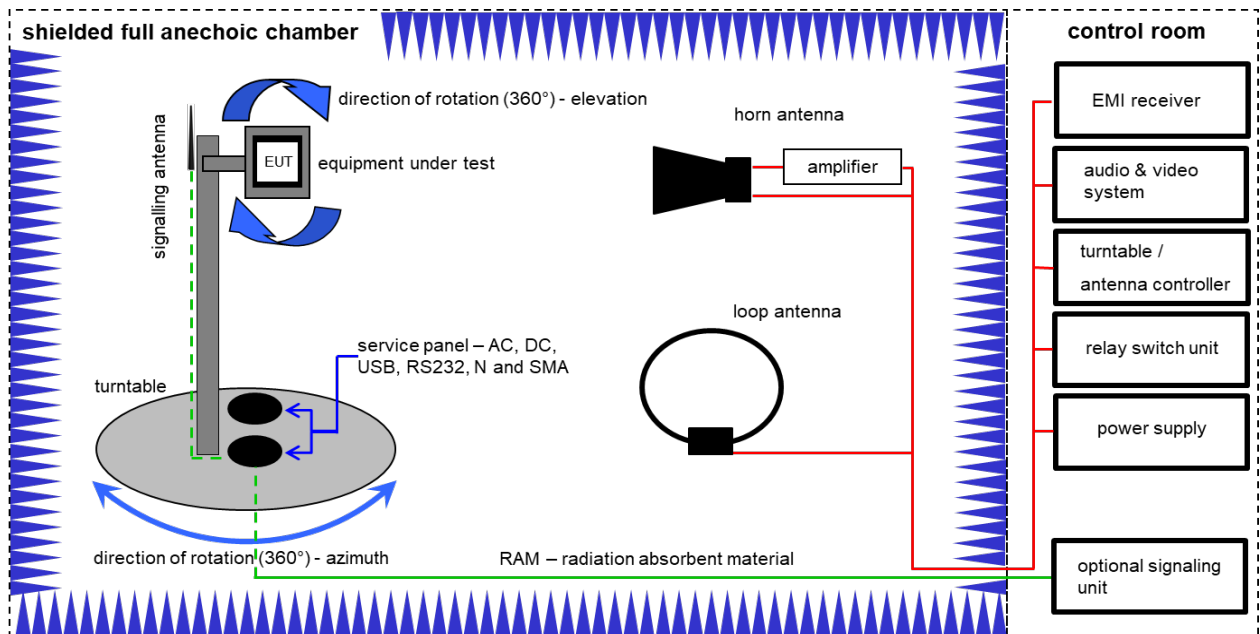 shielded full anechoic chamber
control room
direction of rotation (360°) - elevation
signalling antenna
EUT
equipment under test
horn antenna
amplifier
EMI receiver
audio & video
system
turntable /
antenna controller
loop antenna
service panel – AC, DC,
USB, RS232, N and SMA
relay switch unit
turntable
power supply
direction of rotation (360°) - azimuth
RAM – radiation absorbent material
optional signaling
unit